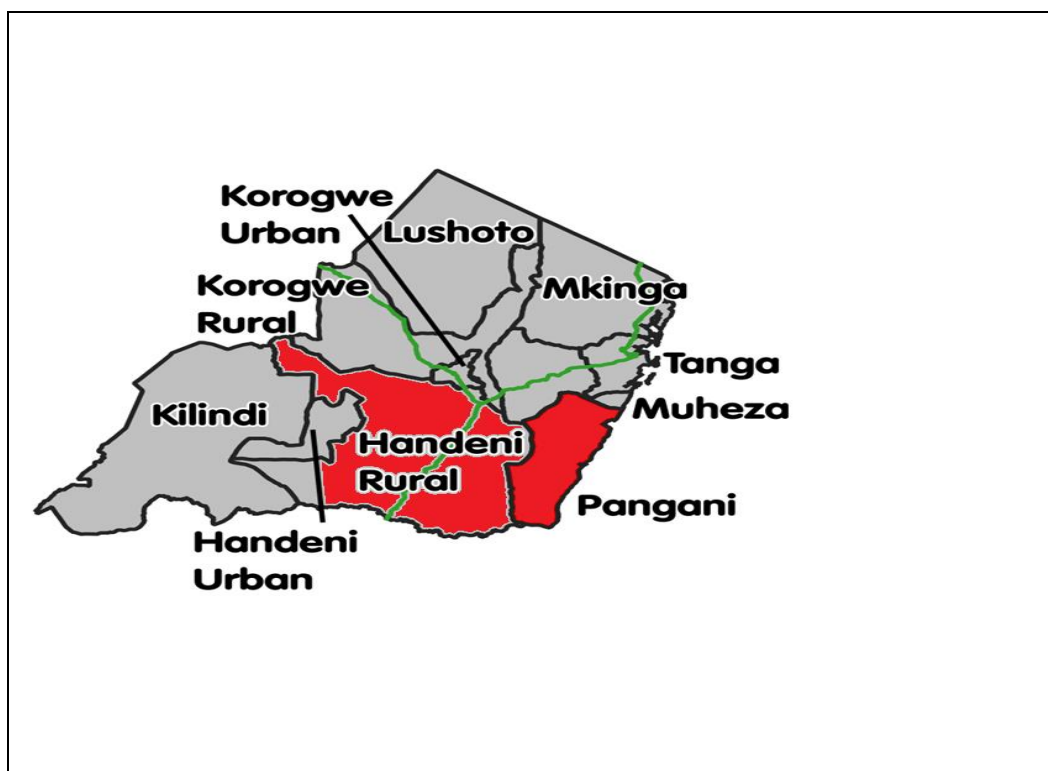 Korogwe
Urban
Lushoto
Korogwe
Rural
Mkinga
Tanga
Muheza
Kilindi
Handeni
Rural
Pangani
Handeni
Urban